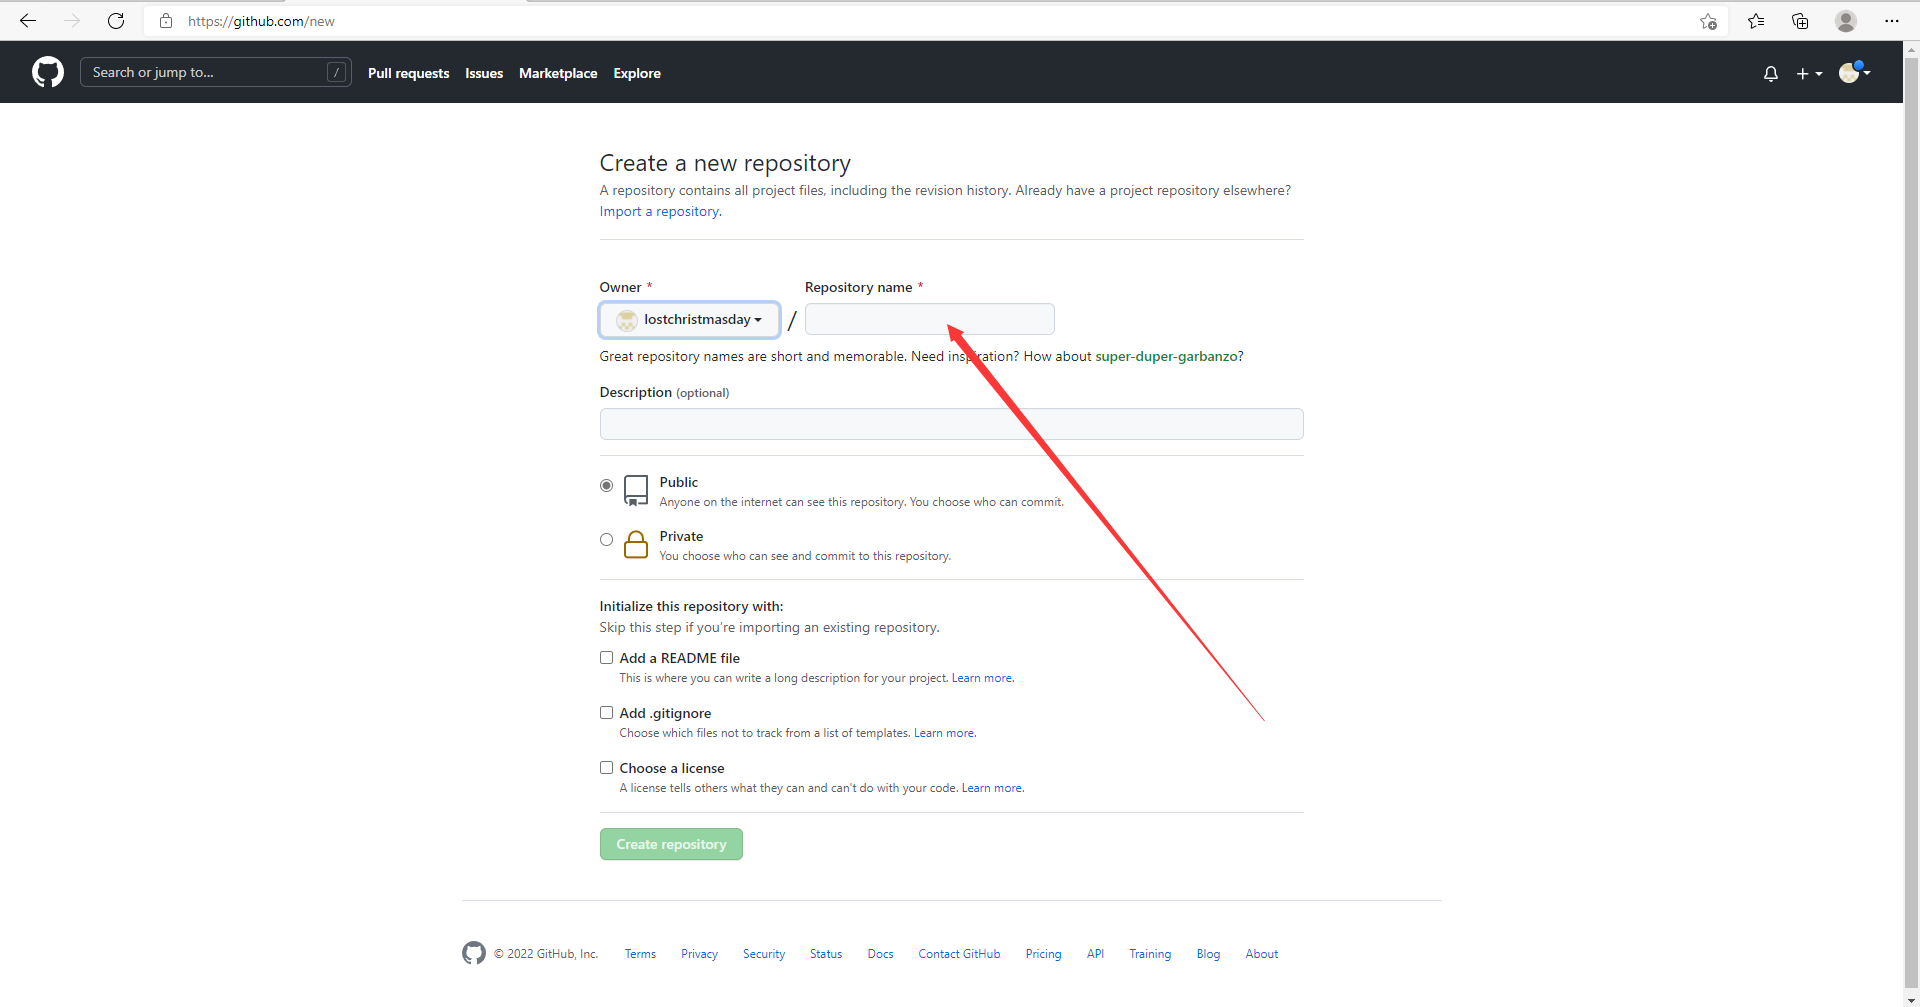 https://github.com/new
Search or jump to... /
Pull requests Issues Marketplace Explore
Create a new repository
A repository contains all project files, including the revision history. Already have a project repository elsewhere?
Import a repository.
Owner * Repository name *
lostchristmasday /
Great repository names are short and memorable. Need inspiration? How about super-duper-garbanzo?
Description (optional)
Public
Anyone on the internet can see this repository. You choose who can commit.
Private
You choose who can see and commit to this repository.
Initialize this repository with:
Skip this step if you're importing an existing repository.
Add a README file
This is where you can write a long description for your project. Learn more.
Add .gitignore
Choose which files not to track from a list of templates. Learn more.
Choose a license
A license tells others what they can and can't do with your code. Learn more.
Create repository
© 2022 GitHub, Inc. Terms Privacy Security Status Docs Contact GitHub Pricing API Training Blog About